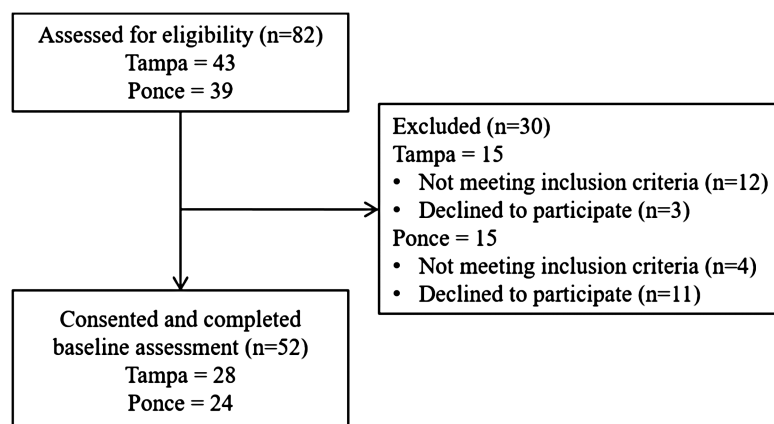 Assessed for eligibility (n=82)
Tampa = 43
Ponce = 39
Excluded (n=30)
Tampa = 15
• Not meeting inclusion criteria (n=12)
• Declined to participate (n=3)
Ponce = 15
• Not meeting inclusion criteria (n=4)
• Declined to participate (n=11)
Consented and completed
baseline assessment (n=52)
Tampa = 28
Ponce = 24